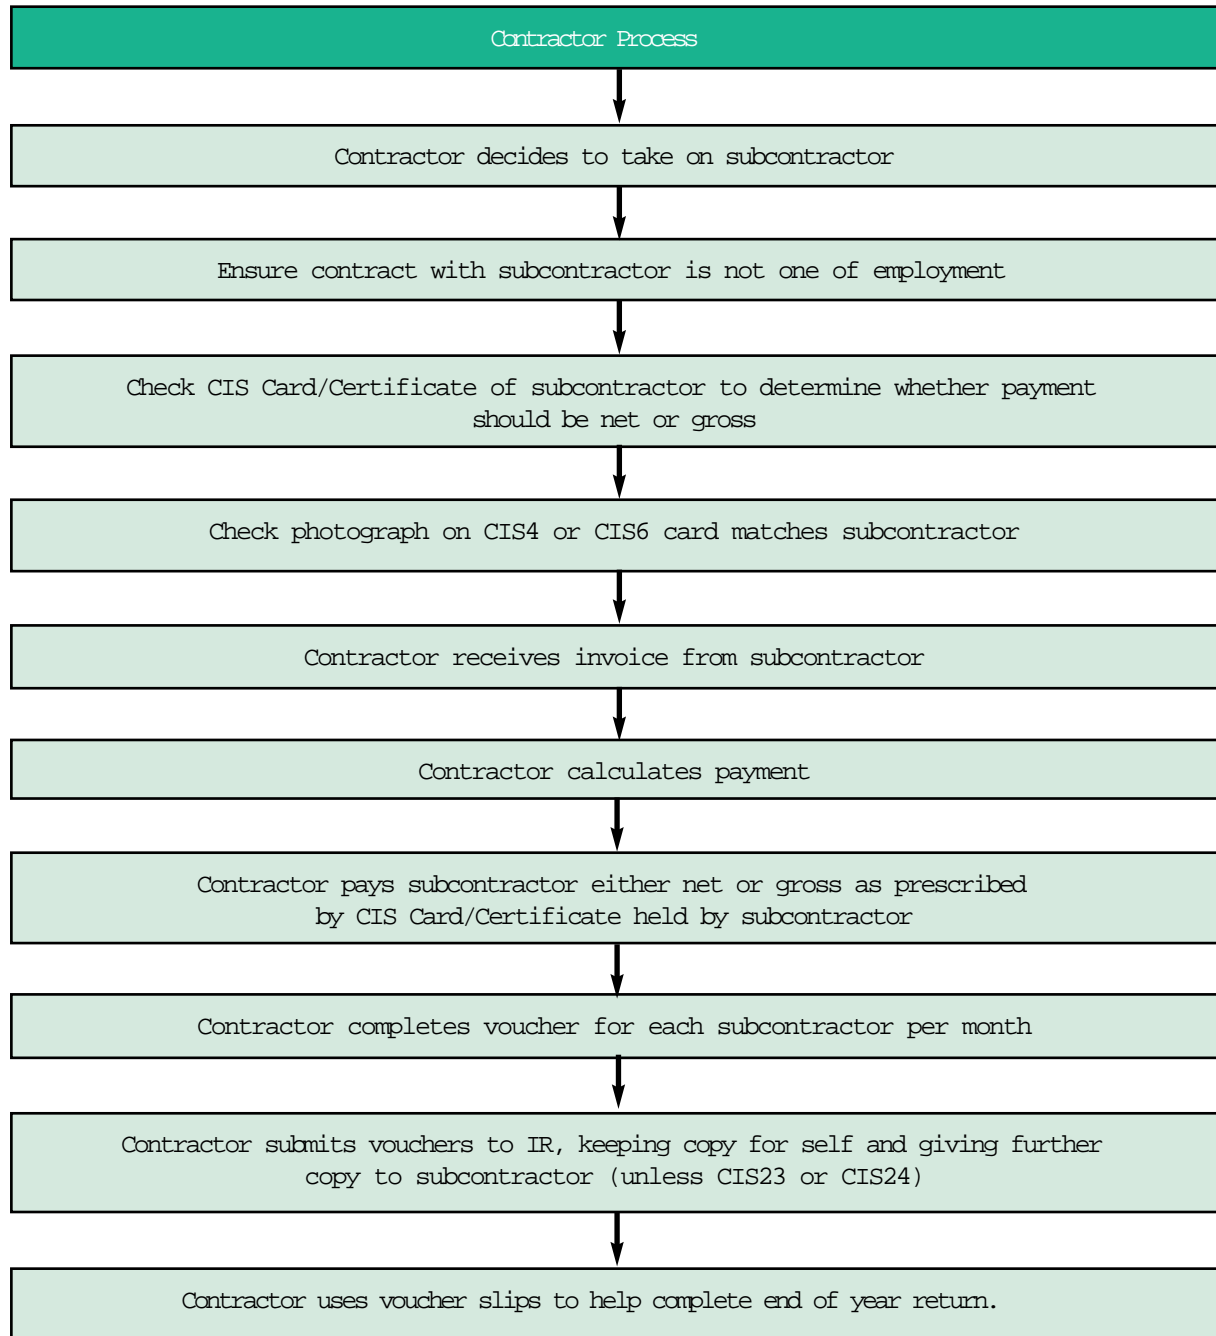 Contractor Process
Contractor decides to take on subcontractor
Ensure contract with subcontractor is not one of employment
Check CIS Card/Certificate of subcontractor to determine whether payment
should be net or gross
Check photograph on CIS4 or CIS6 card matches subcontractor
Contractor receives invoice from subcontractor
Contractor calculates payment
Contractor pays subcontractor either net or gross as prescribed
by CIS Card/Certificate held by subcontractor
Contractor completes voucher for each subcontractor per month
Contractor submits vouchers to IR, keeping copy for self and giving further
copy to subcontractor (unless CIS23 or CIS24)
Contractor uses voucher slips to help complete end of year return.